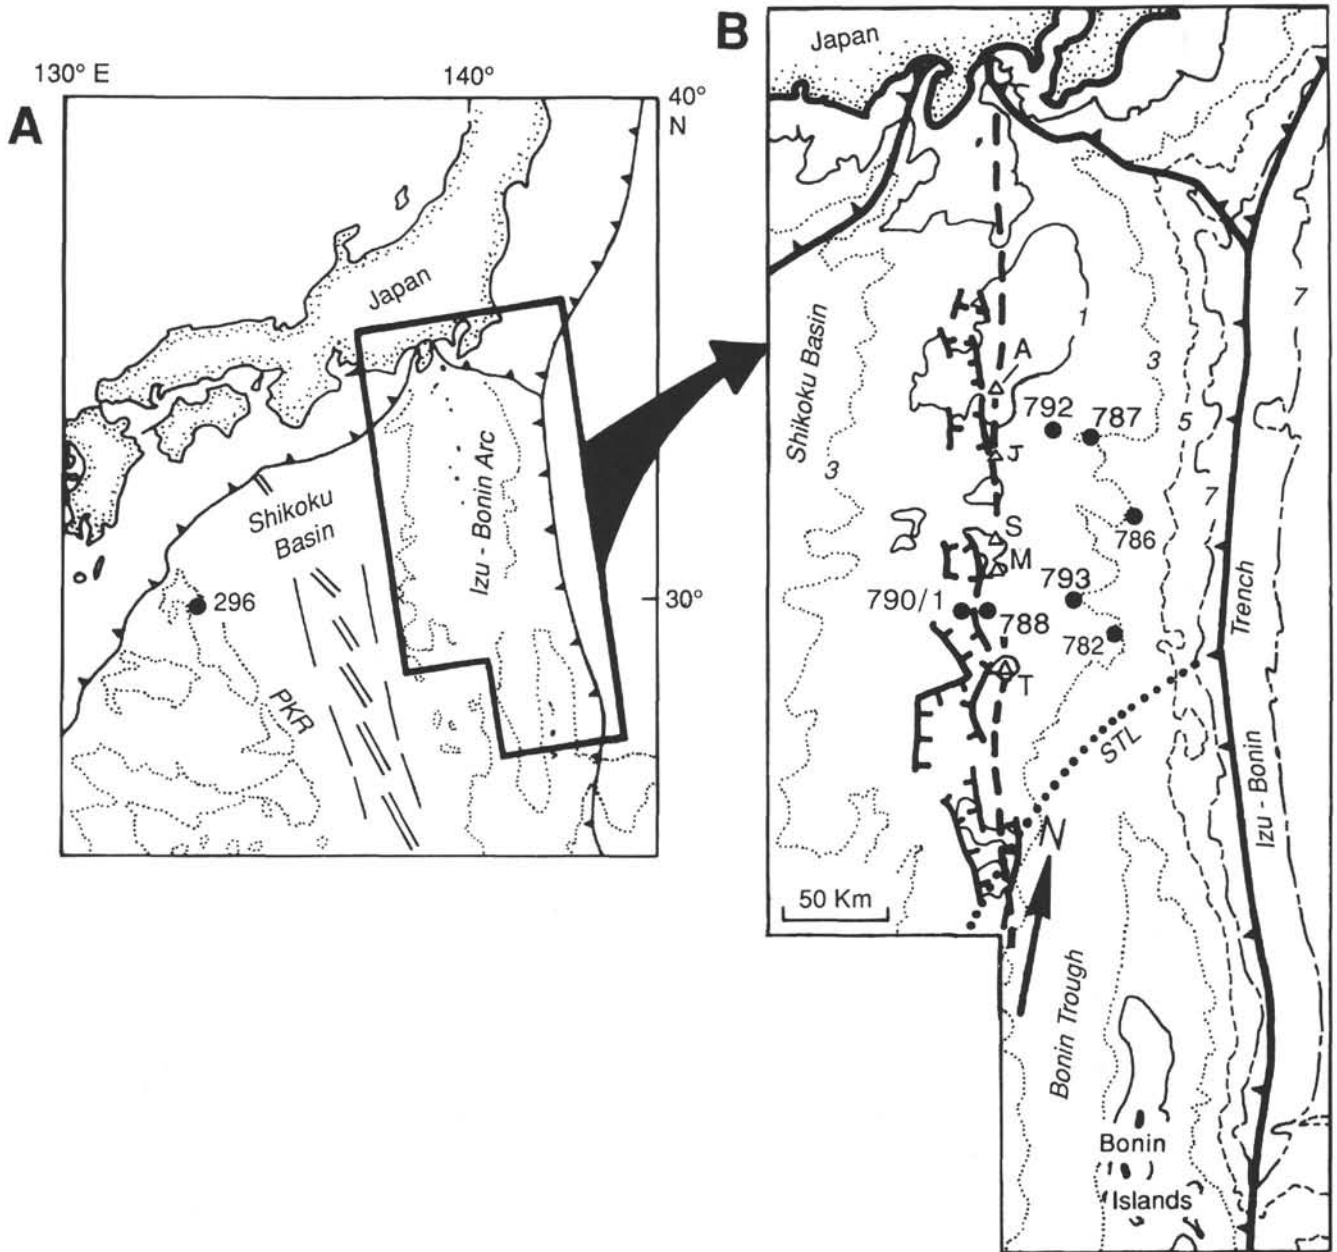 A
130° E
140°
40°
N
Japan
Izu - Bonin Arc
Shikoku
Basin
296
30°
PKR
B
Japan
Shikoku Basin
3
1
3
5
7
7
A
792
787
J
S
786
M
793
790/1
788
782
T
STL
Trench
Izu - Bonin
N
50 Km
Bonin Trough
Bonin
Islands